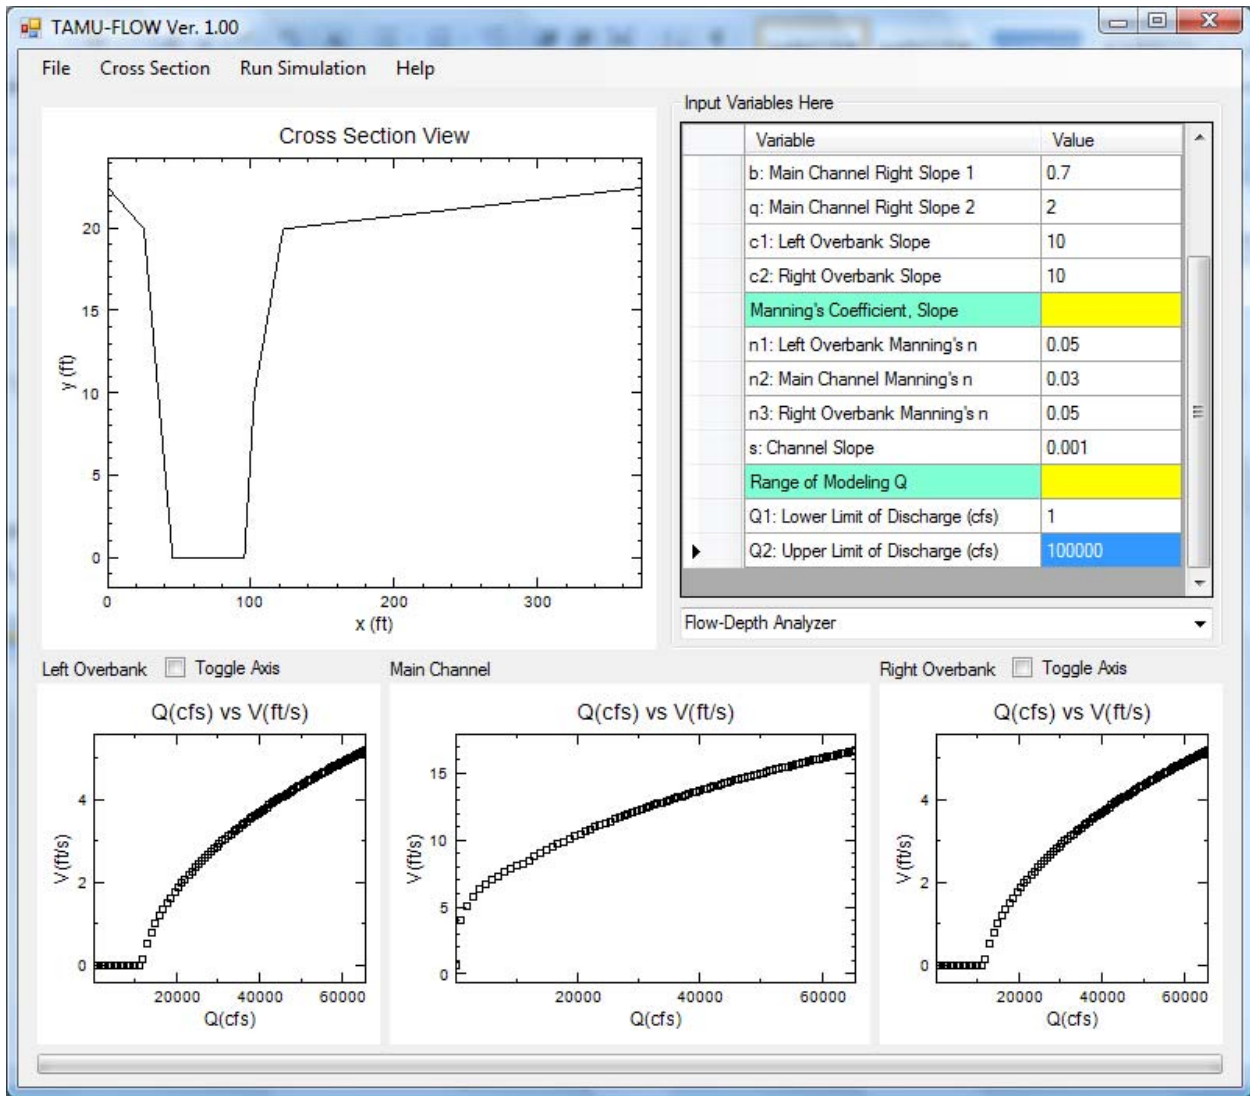 TAMU-FLOW Ver. 1.00
File Cross Section Run Simulation Help
Cross Section View
20
15
10
5
0
y (ft)
0 100 200 300
x (ft)
Input Variables Here
Variable Value
b: Main Channel Right Slope 1 0.7
q: Main Channel Right Slope 2 2
c1: Left Overbank Slope 10
c2: Right Overbank Slope 10
Manning's Coefficient, Slope
n1: Left Overbank Manning's n 0.05
n2: Main Channel Manning's n 0.03
n3: Right Overbank Manning's n 0.05
s: Channel Slope 0.001
Range of Modeling Q
Q1: Lower Limit of Discharge (cfs) 1
Q2: Upper Limit of Discharge (cfs) 100000
Flow-Depth Analyzer
Left Overbank Toggle Axis
Q(cfs) vs V(ft/s)
4
2
0
V(ft/s)
20000 40000 60000
Q(cfs)
Main Channel
Q(cfs) vs V(ft/s)
15
10
5
0
V(ft/s)
20000 40000 60000
Q(cfs)
Right Overbank Toggle Axis
Q(cfs) vs V(ft/s)
4
2
0
V(ft/s)
20000 40000 60000
Q(cfs)